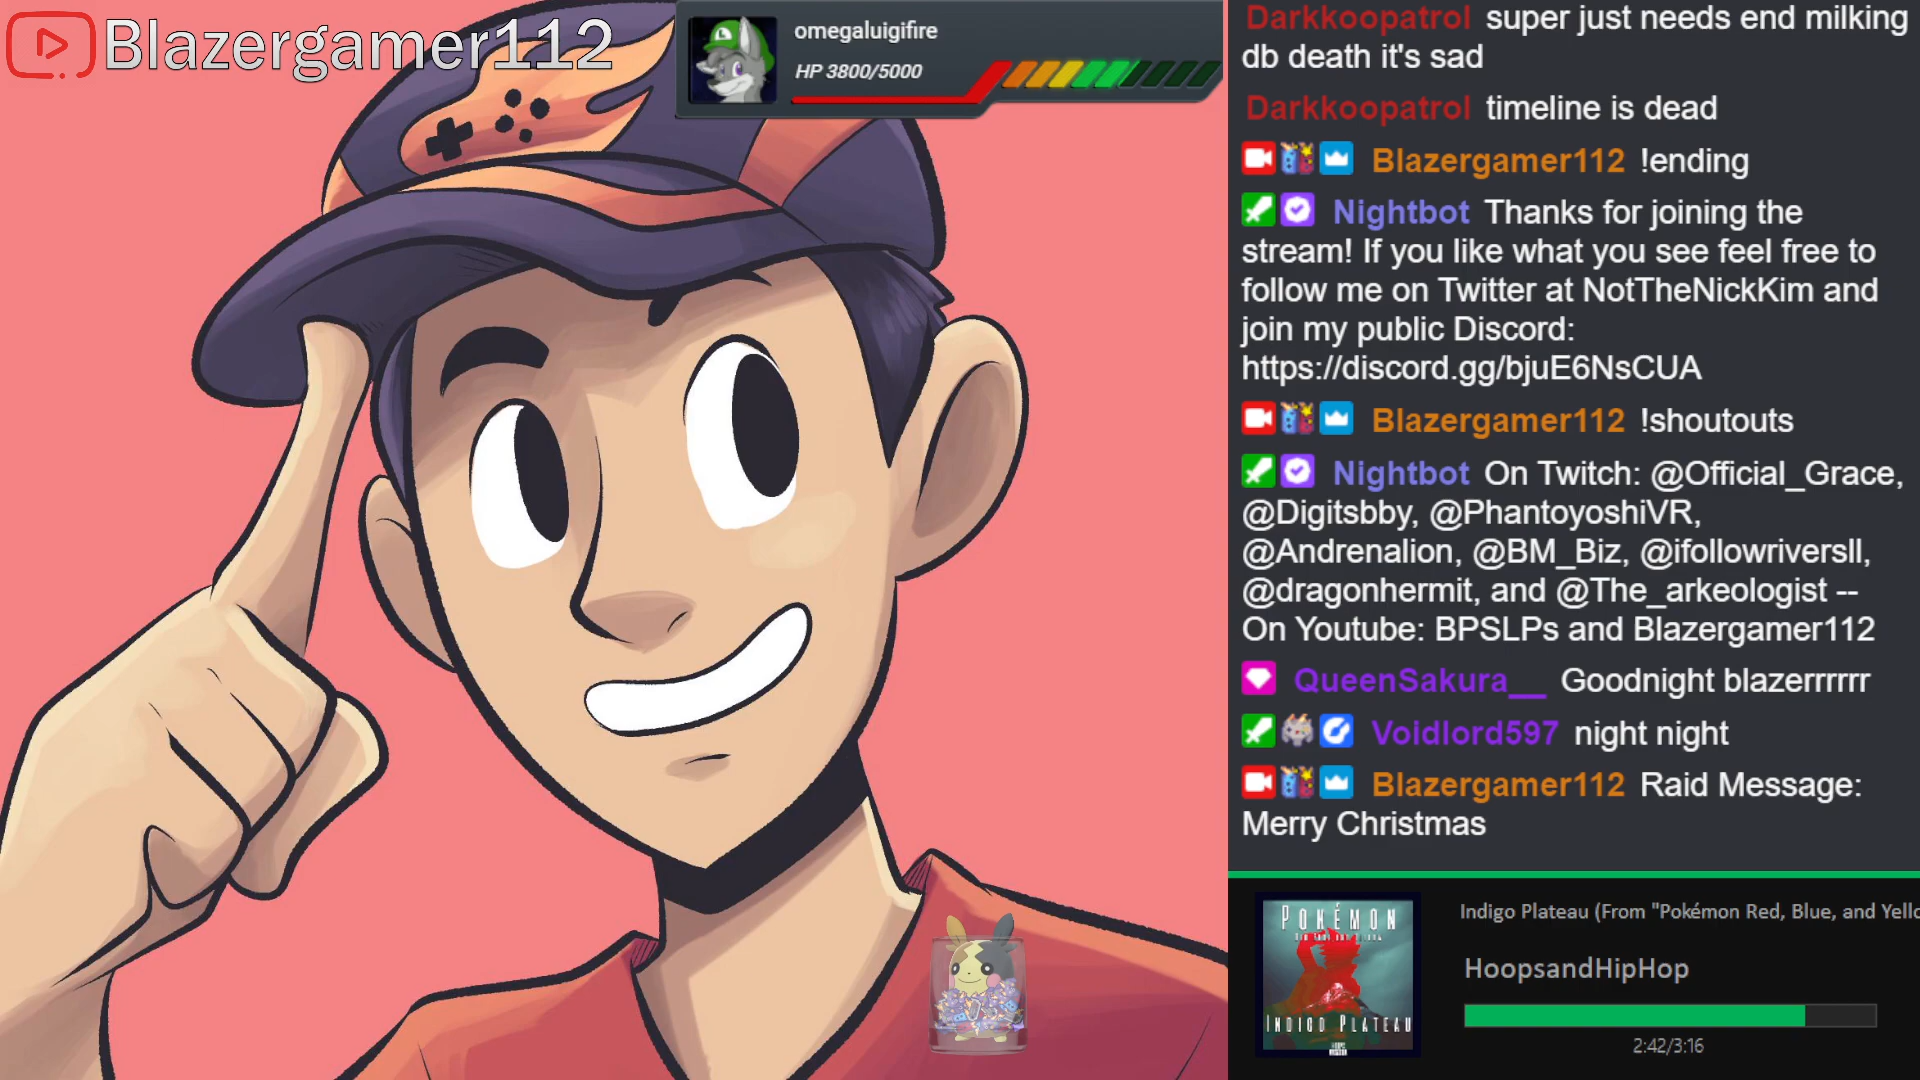 Blazergamer112
omegaluigifire
HP 3800/5000
Darkkoopatrol super just needs end milking
db death it's sad
Darkkoopatrol timeline is dead
Blazergamer112 !ending
Nightbot Thanks for joining the
stream! If you like what you see feel free to
follow me on Twitter at NotTheNickKim and
join my public Discord:
https://discord.gg/bjuE6NsCUA
Blazergamer112 !shoutouts
Nightbot On Twitch: @Official_Grace,
@Digitsbby, @PhantoyoshiVR,
@Andrenalion, @BM_Biz, @ifollowriversll,
@dragonhermit, and @The_arkeologist --
On Youtube: BPSLPs and Blazergamer112
QueenSakura__ Goodnight blazerrrrrr
Voidlord597 night night
Blazergamer112 Raid Message:
Merry Christmas
POKÉMON
INDIGO PLATEAU
Indigo Plateau (From "Pokémon Red, Blue, and Yello
HoopsandHipHop
2:42/3:16